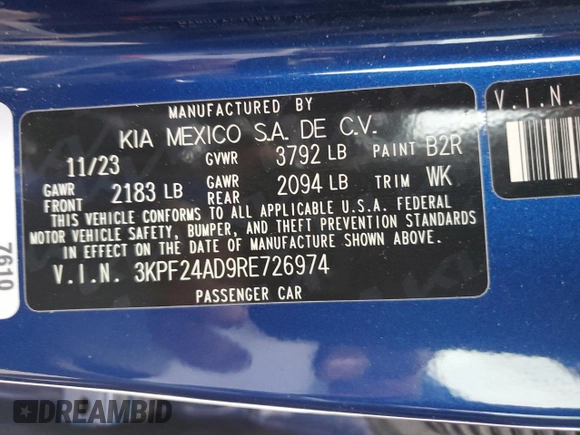 MANUFACTURED BY
KIA MEXICO S.A. DE C.V.
11/23 GVWR 3792 LB PAINT B2R
GAWR FRONT 2183 LB GAWR REAR 2094 LB TRIM WK
THIS VEHICLE CONFORMS TO ALL APPLICABLE U.S.A. FEDERAL
MOTOR VEHICLE SAFETY, BUMPER, AND THEFT PREVENTION STANDARDS
IN EFFECT ON THE DATE OF MANUFACTURE SHOWN ABOVE.
V.I.N. 3KPF24AD9RE726974
PASSENGER CAR
V.I.N.
7610
DREAMBID